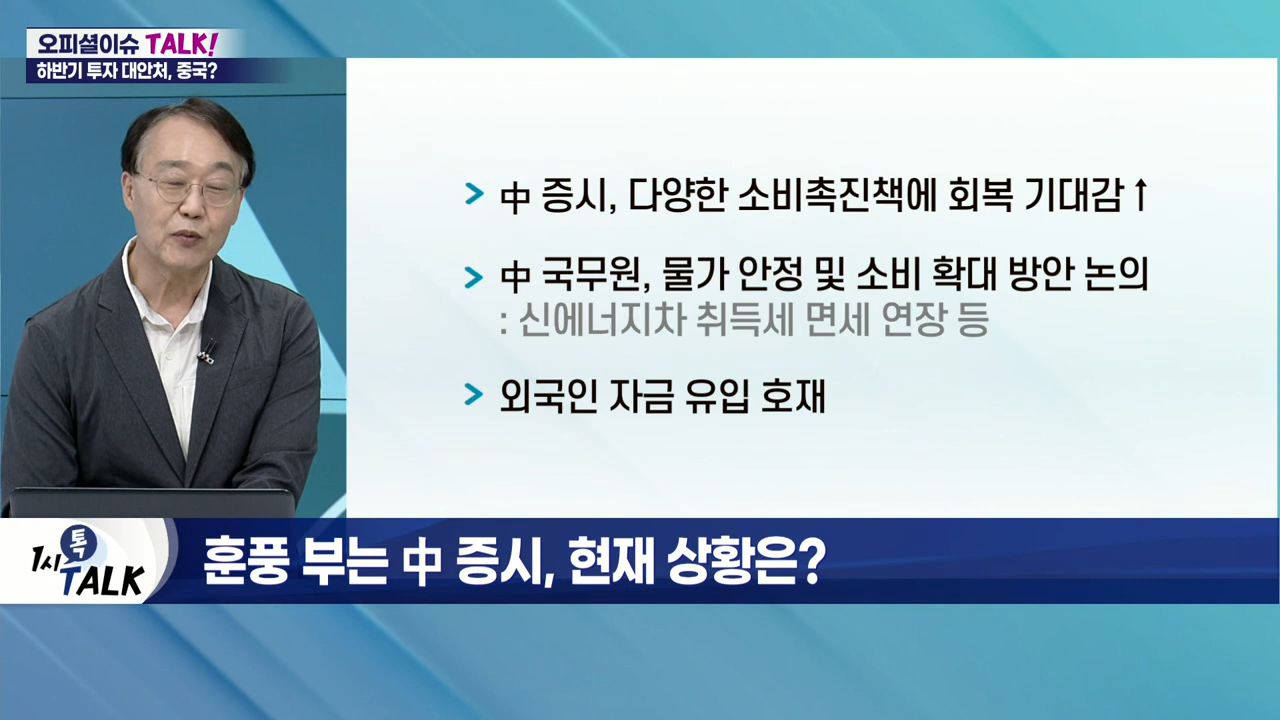 오피셜이슈 TALK!
하반기 투자 대안처, 중국?
> 中 증시, 다양한 소비촉진책에 회복 기대감↑
> 中 국무원, 물가 안정 및 소비 확대 방안 논의
: 신에너지차 취득세 면세 연장 등
> 외국인 자금 유입 호재
1시 톡 TALK
훈풍 부는 中 증시, 현재 상황은?